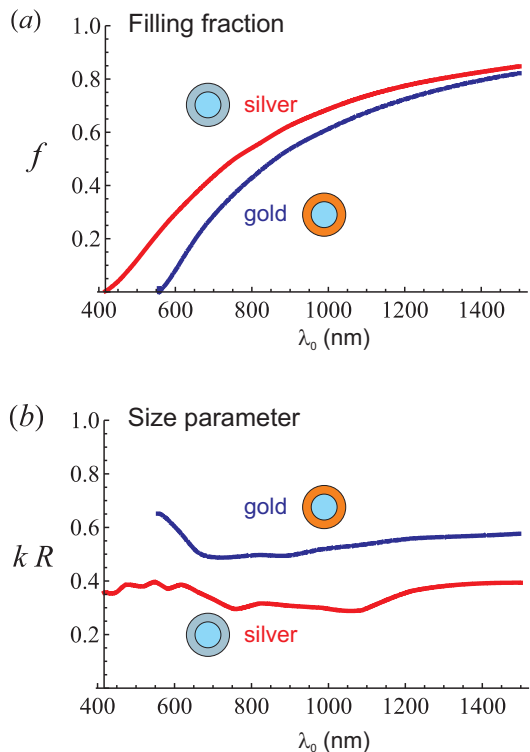 (a) Filling fraction
1.0
0.8
0.6
0.4
0.2
f
silver
gold
400 600 800 1000 1200 1400
λ₀ (nm)
(b) Size parameter
1.0
0.8
0.6
0.4
0.2
k R
gold
silver
400 600 800 1000 1200 1400
λ₀ (nm)